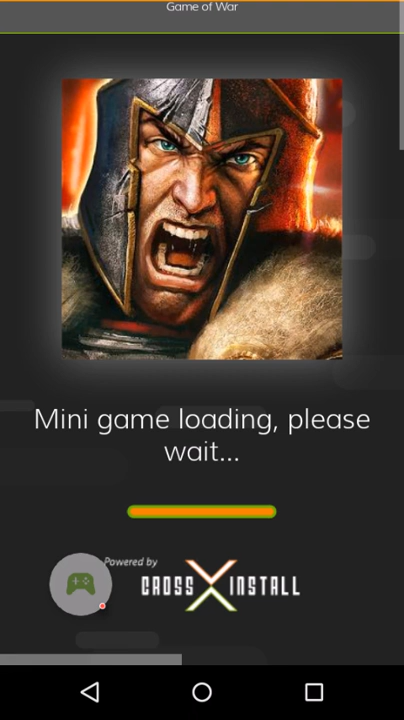 Game of War
Mini game loading, please
wait...
Powered by
CROSS INSTALL